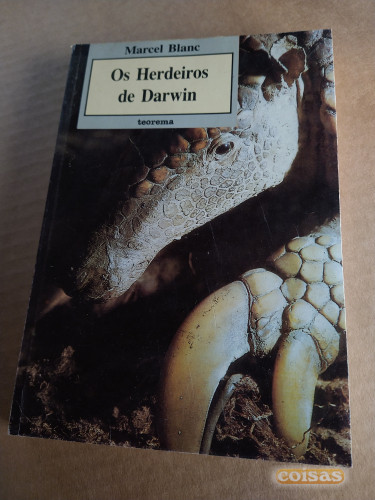 Marcel Blanc
Os Herdeiros
de Darwin
teorema
coisas